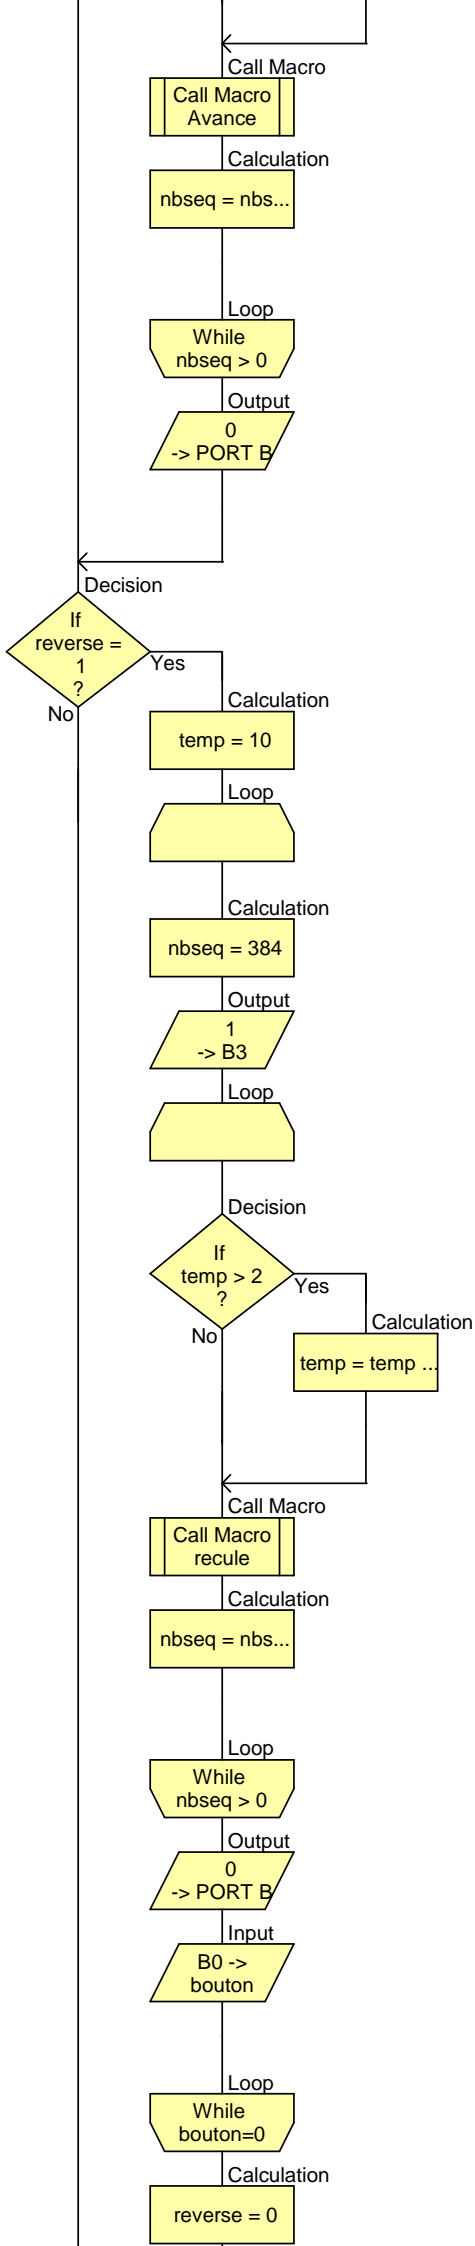 Call Macro
Call Macro
Avance
Calculation
nbseq = nbs...
Loop
While
nbseq > 0
Output
0
-> PORT B
Decision
If
reverse =
1
?
Yes
No
Calculation
temp = 10
Loop
Calculation
nbseq = 384
Output
1
-> B3
Loop
Decision
If
temp > 2
?
Yes
No
Calculation
temp = temp ...
Call Macro
Call Macro
recule
Calculation
nbseq = nbs...
Loop
While
nbseq > 0
Output
0
-> PORT B
Input
B0 ->
bouton
Loop
While
bouton=0
Calculation
reverse = 0